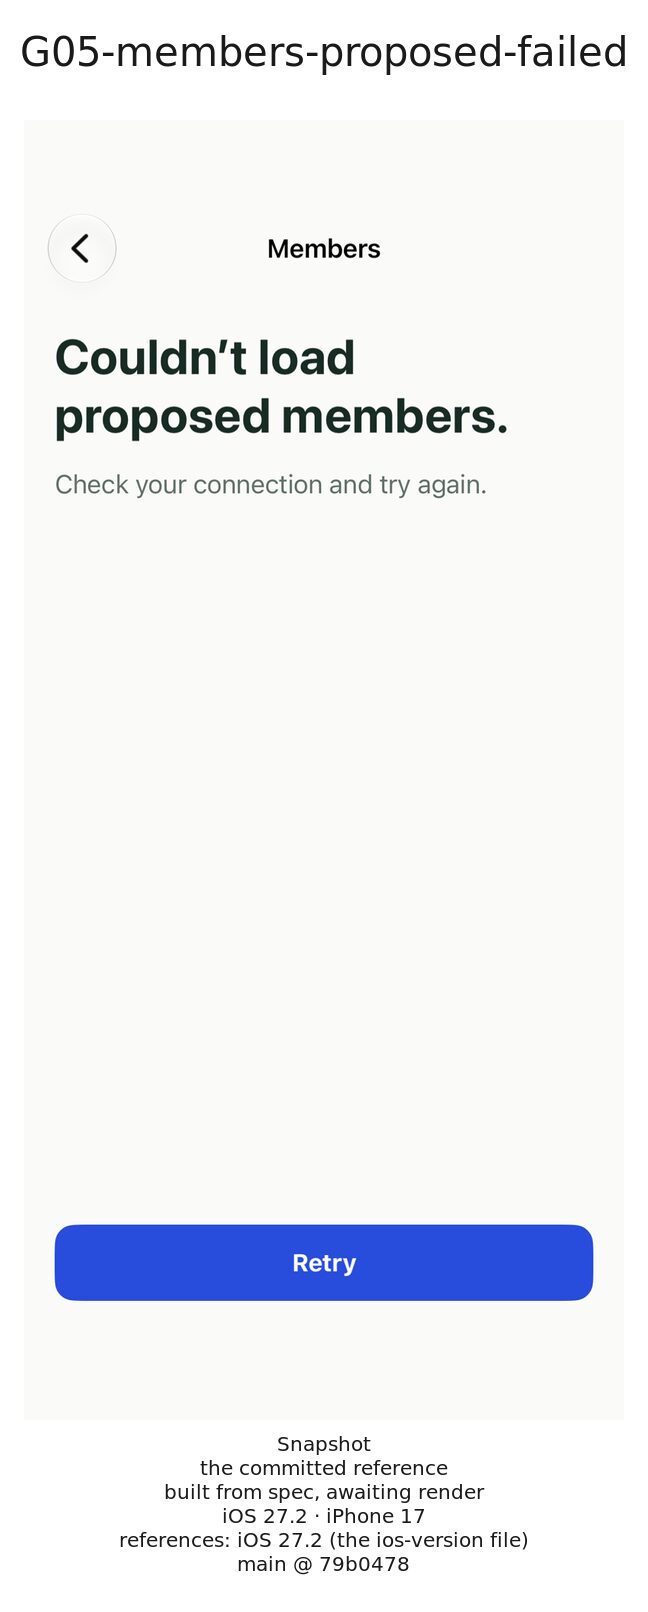 G05-members-proposed-failed
Members
Couldn’t load
proposed members.
Check your connection and try again.
Retry
Snapshot
the committed reference
built from spec, awaiting render
iOS 27.2 · iPhone 17
references: iOS 27.2 (the ios-version file)
main @ 79b0478